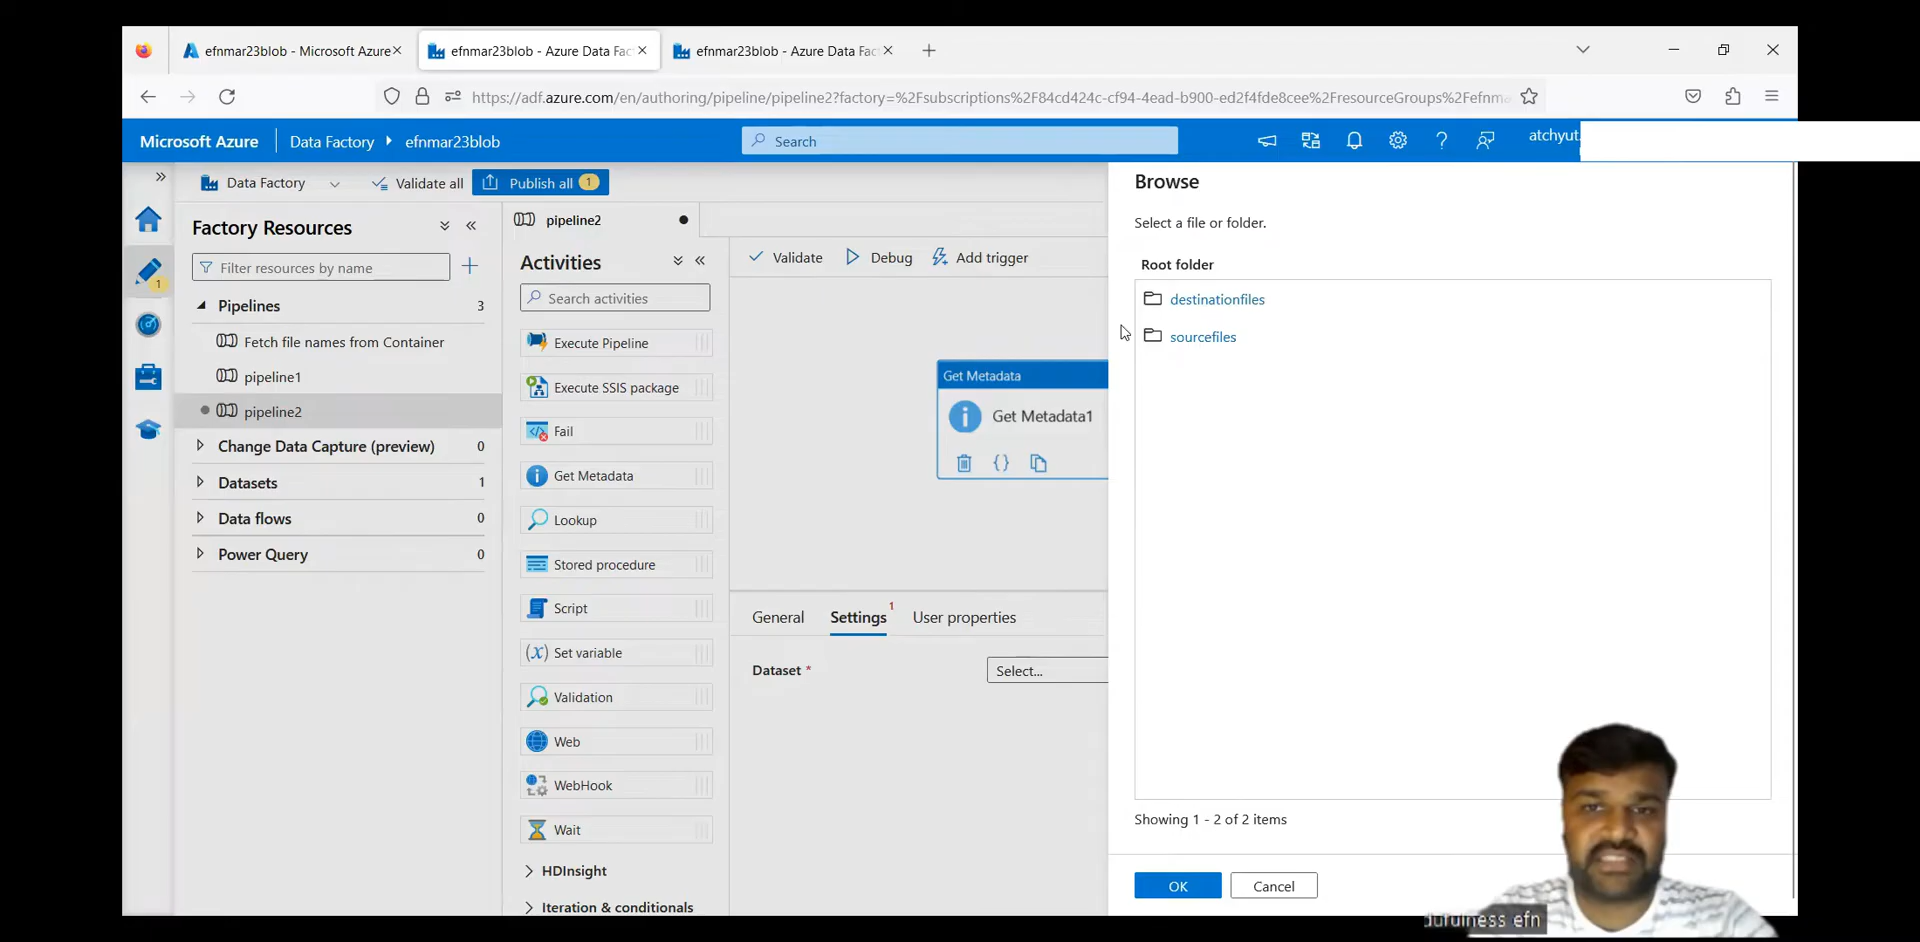 efnmar23blob - Microsoft Azure
efnmar23blob - Azure Data Fac
efnmar23blob - Azure Data Fac
https://adf.azure.com/en/authoring/pipeline/pipeline2?factory=%2Fsubscriptions%2F84cd424c-cf94-4ead-b900-ed2f4fde8cee%2FresourceGroups%2Fefnma
Microsoft Azure
Data Factory
efnmar23blob
Search
atchyut
Data Factory
Validate all
Publish all 1
Factory Resources
Filter resources by name
1
Pipelines 3
Fetch file names from Container
pipeline1
pipeline2
Change Data Capture (preview) 0
Datasets 1
Data flows 0
Power Query 0
pipeline2
Activities
Search activities
Execute Pipeline
Execute SSIS package
Fail
Get Metadata
Lookup
Stored procedure
Script
(x) Set variable
Validation
Web
WebHook
Wait
HDInsight
Iteration & conditionals
Validate
Debug
Add trigger
Get Metadata
Get Metadata1
{}
General
Settings 1
User properties
Dataset *
Select...
Browse
Select a file or folder.
Root folder
destinationfiles
sourcefiles
Showing 1 - 2 of 2 items
OK
Cancel
efn